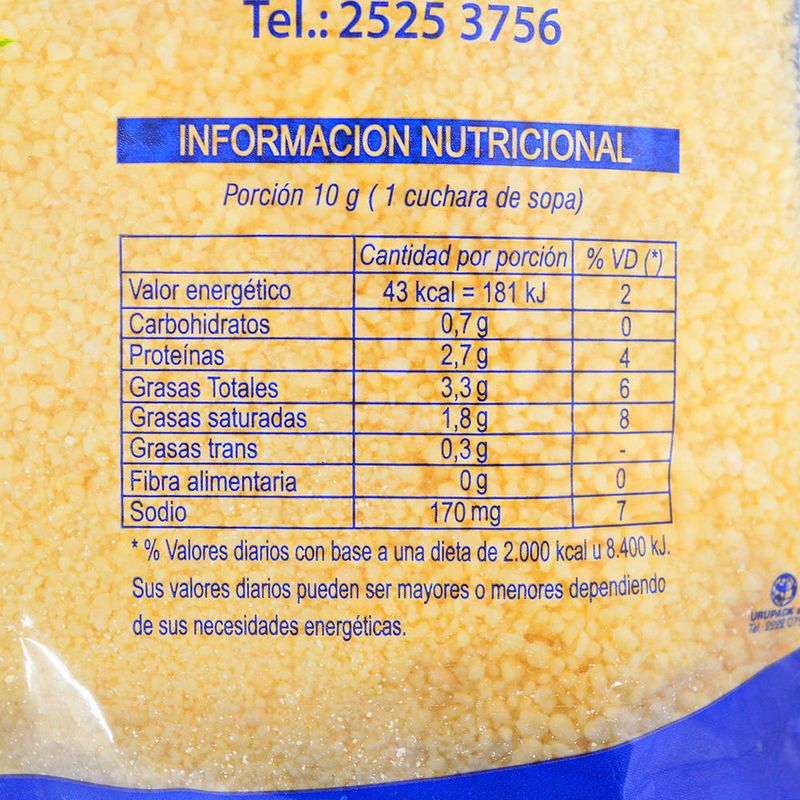 Tel.: 2525 3756
INFORMACION NUTRICIONAL
Porción 10 g ( 1 cuchara de sopa)
Cantidad por porción % VD (*)
Valor energético 43 kcal = 181 kJ 2
Carbohidratos 0,7 g 0
Proteínas 2,7 g 4
Grasas Totales 3,3 g 6
Grasas saturadas 1,8 g 8
Grasas trans 0,3 g -
Fibra alimentaria 0 g 0
Sodio 170 mg 7
* % Valores diarios con base a una dieta de 2.000 kcal u 8.400 kJ.
Sus valores diarios pueden ser mayores o menores dependiendo
de sus necesidades energéticas.
URUPACK
Tel.